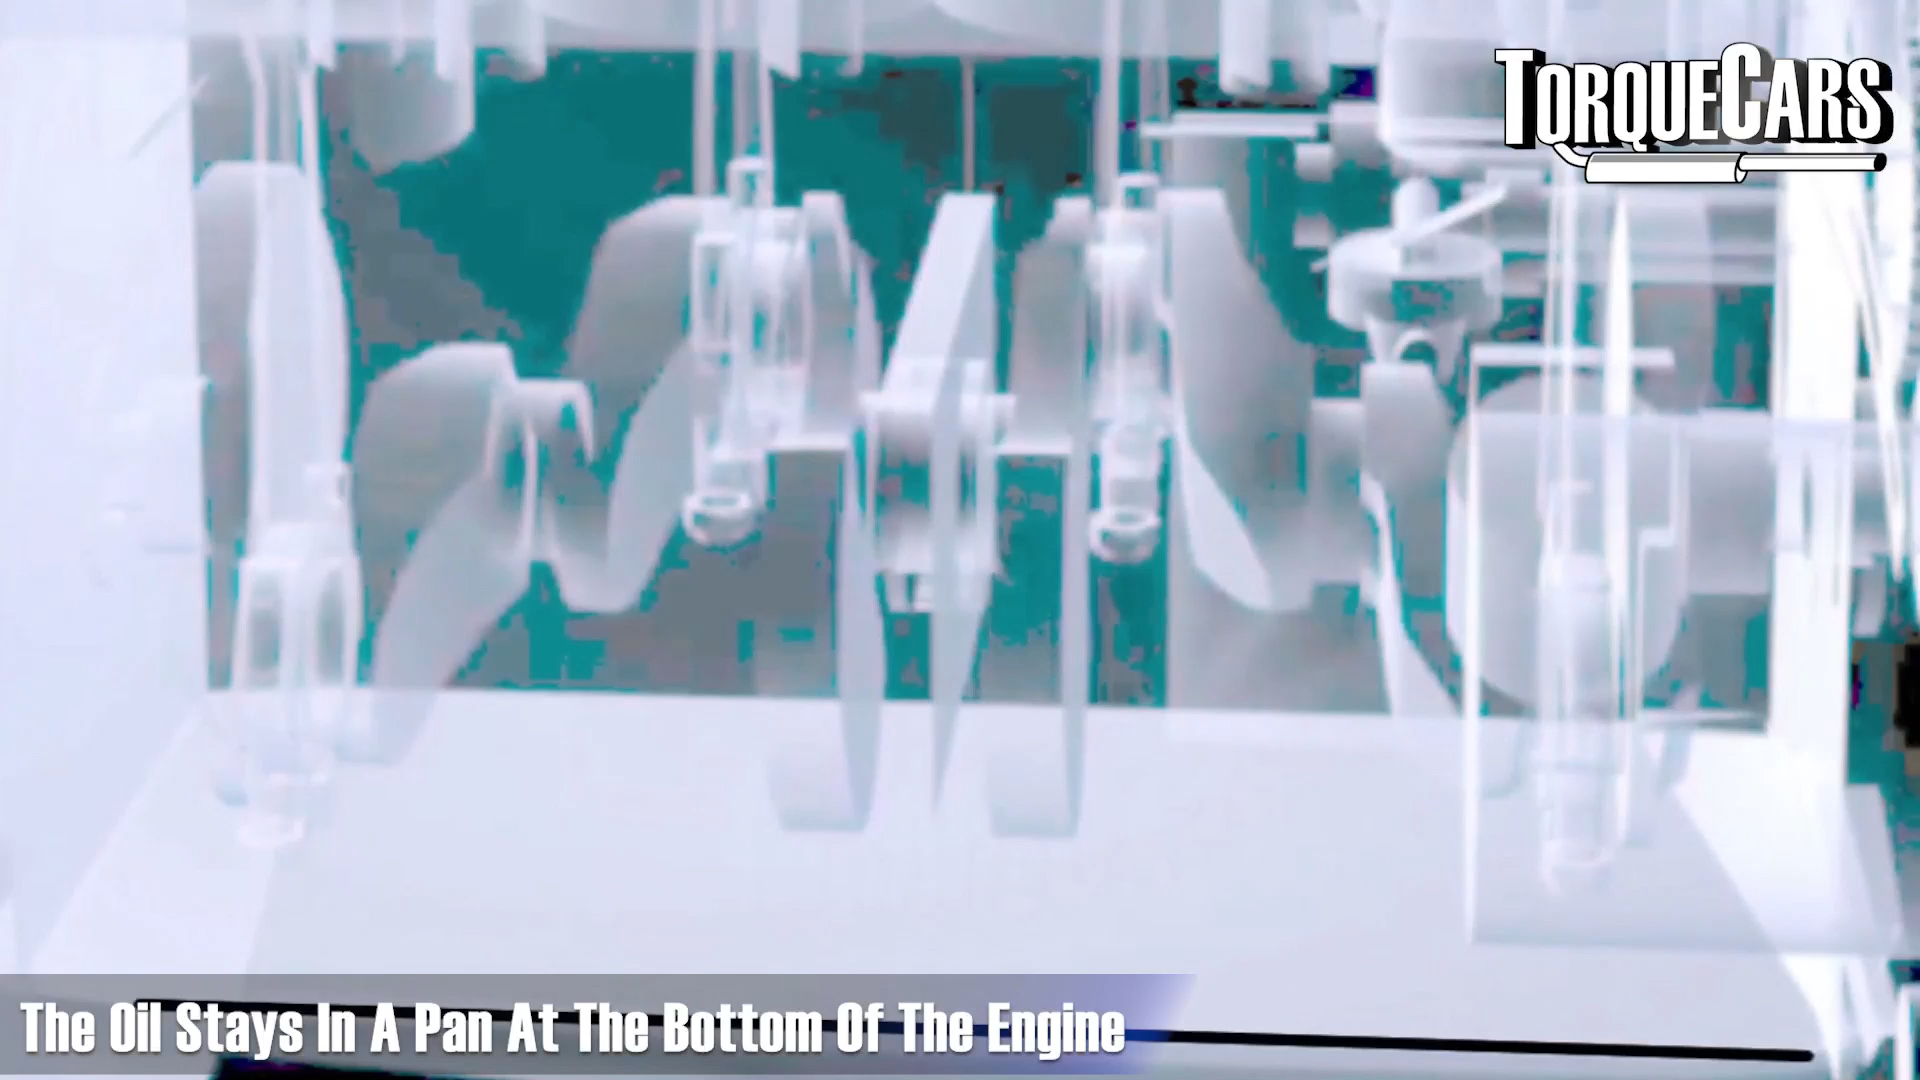 TORQUECARS
The Oil Stays In A Pan At The Bottom Of The Engine